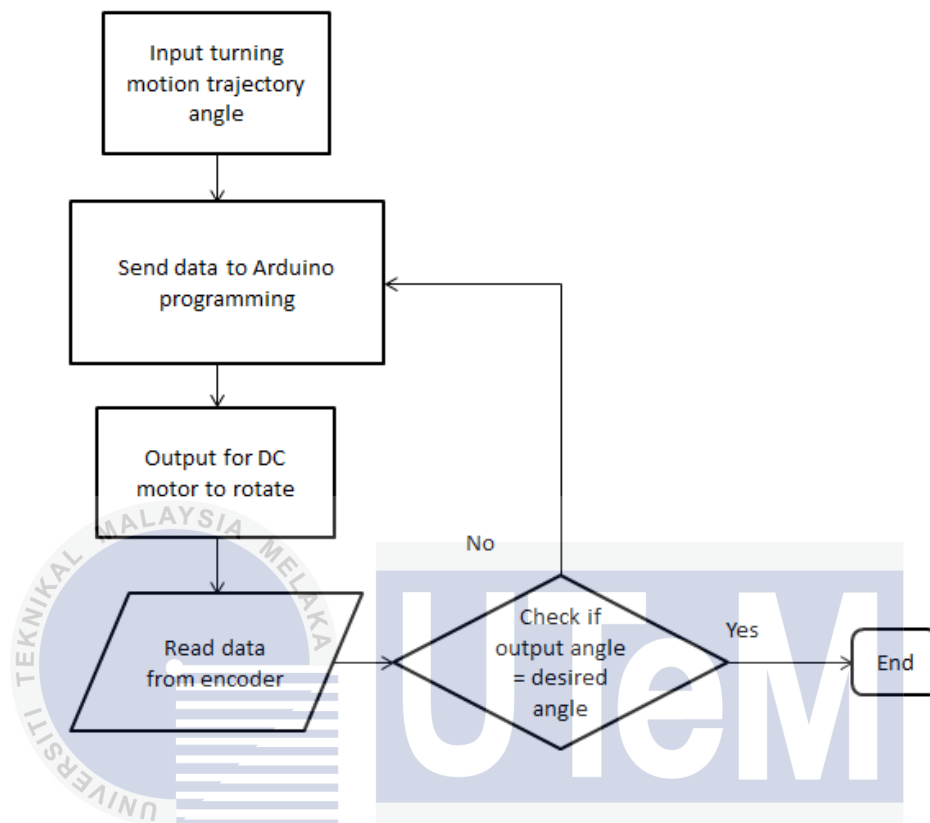 Input turning
motion trajectory
angle
Send data to Arduino
programming
Output for DC
motor to rotate
Read data
from encoder
No
Check if
output angle
= desired
angle
Yes
End
UNIVERSITI TEKNIKAL MALAYSIA MELAKA
UTeM